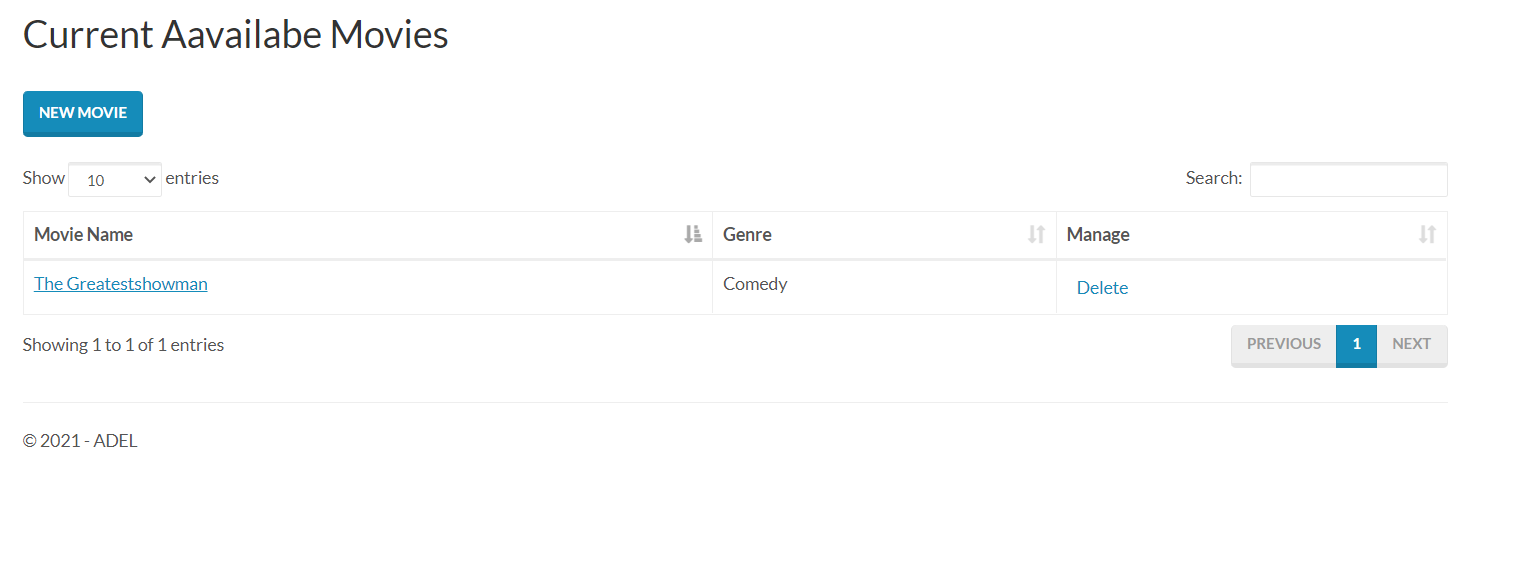 Current Aavailabe Movies
NEW MOVIE
Show 10 entries Search:
Movie Name Genre Manage
The Greatestshowman Comedy Delete
Showing 1 to 1 of 1 entries PREVIOUS 1 NEXT
© 2021 - ADEL